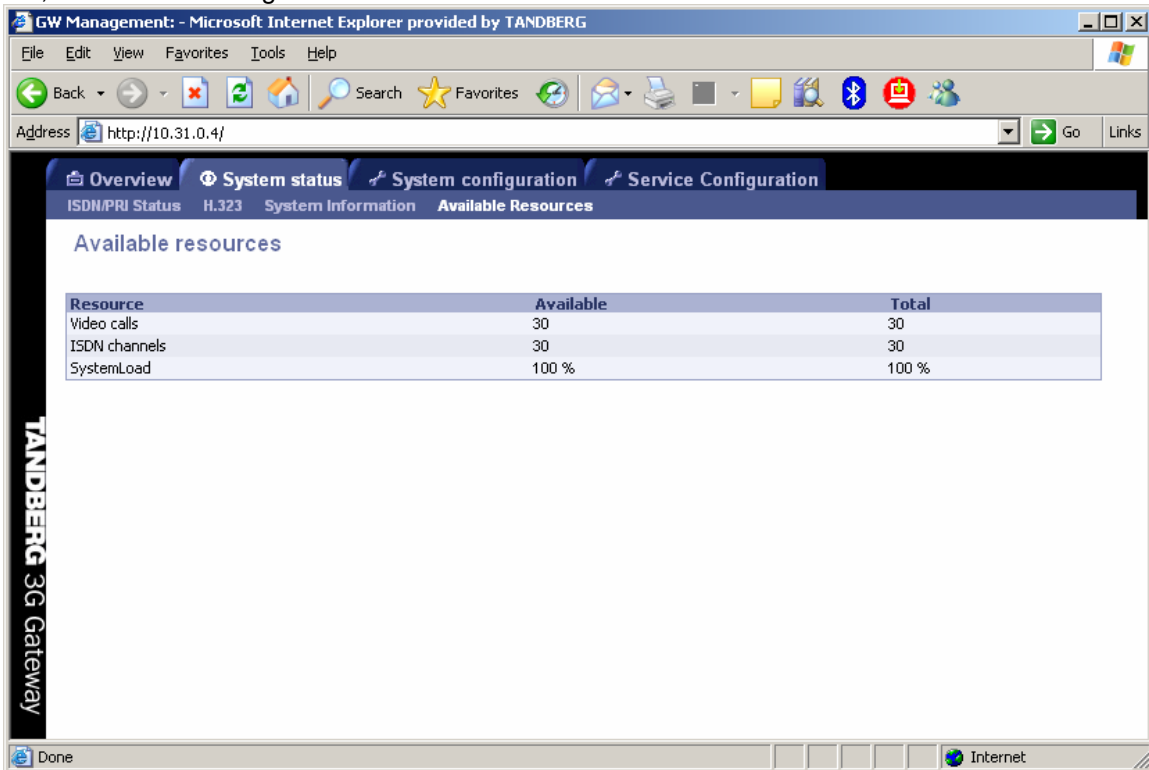 GW Management: - Microsoft Internet Explorer provided by TANDBERG
File Edit View Favorites Tools Help
Back Search Favorites
Address http://10.31.0.4/ Go Links
Overview System status System configuration Service Configuration
ISDN/PRI Status H.323 System Information Available Resources
Available resources
Resource Available Total
Video calls 30 30
ISDN channels 30 30
SystemLoad 100 % 100 %
TANDBERG 3G Gateway
Done Internet